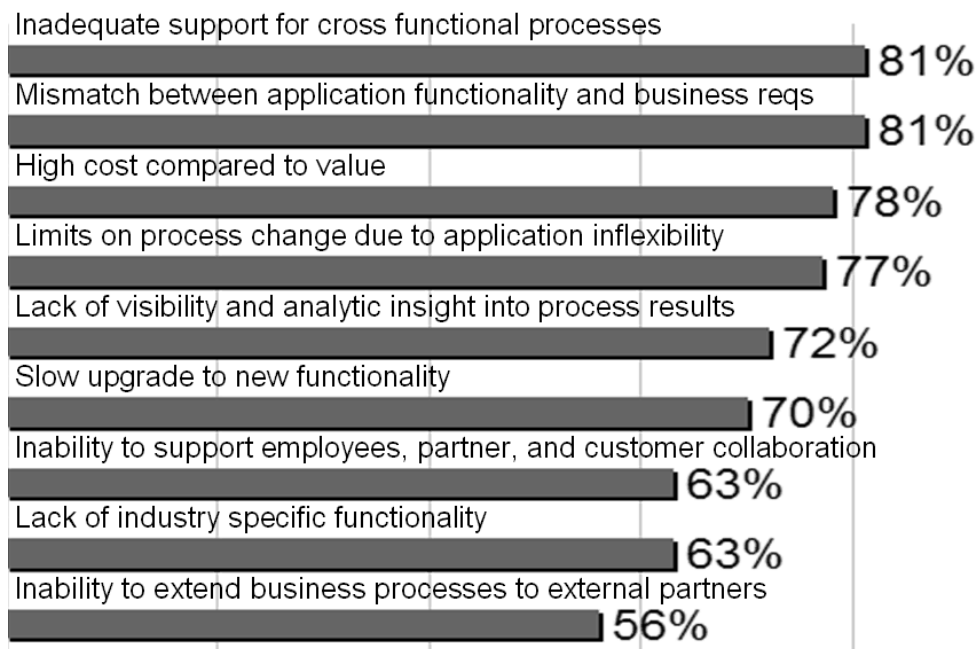 Inadequate support for cross functional processes
81%
Mismatch between application functionality and business reqs
81%
High cost compared to value
78%
Limits on process change due to application inflexibility
77%
Lack of visibility and analytic insight into process results
72%
Slow upgrade to new functionality
70%
Inability to support employees, partner, and customer collaboration
63%
Lack of industry specific functionality
63%
Inability to extend business processes to external partners
56%